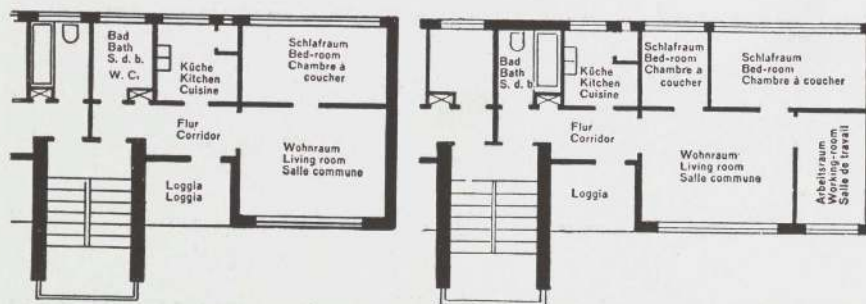 Bad
Bath
S. d. b.
W. C.
Küche
Kitchen
Cuisine
Schlafraum
Bed-room
Chambre à
coucher
Flur
Corridor
Wohnraum
Living room
Salle commune
Loggia
Loggia
Bad
Bath
S. d. b
Küche
Kitchen
Cuisine
Schlafraum
Bed-room
Chambre a
coucher
Schlafraum
Bed-room
Chambre à coucher
Flur
Corridor
Wohnraum
Living room
Salle commune
Arbeitsraum
Working-room
Salle de travail
Loggia